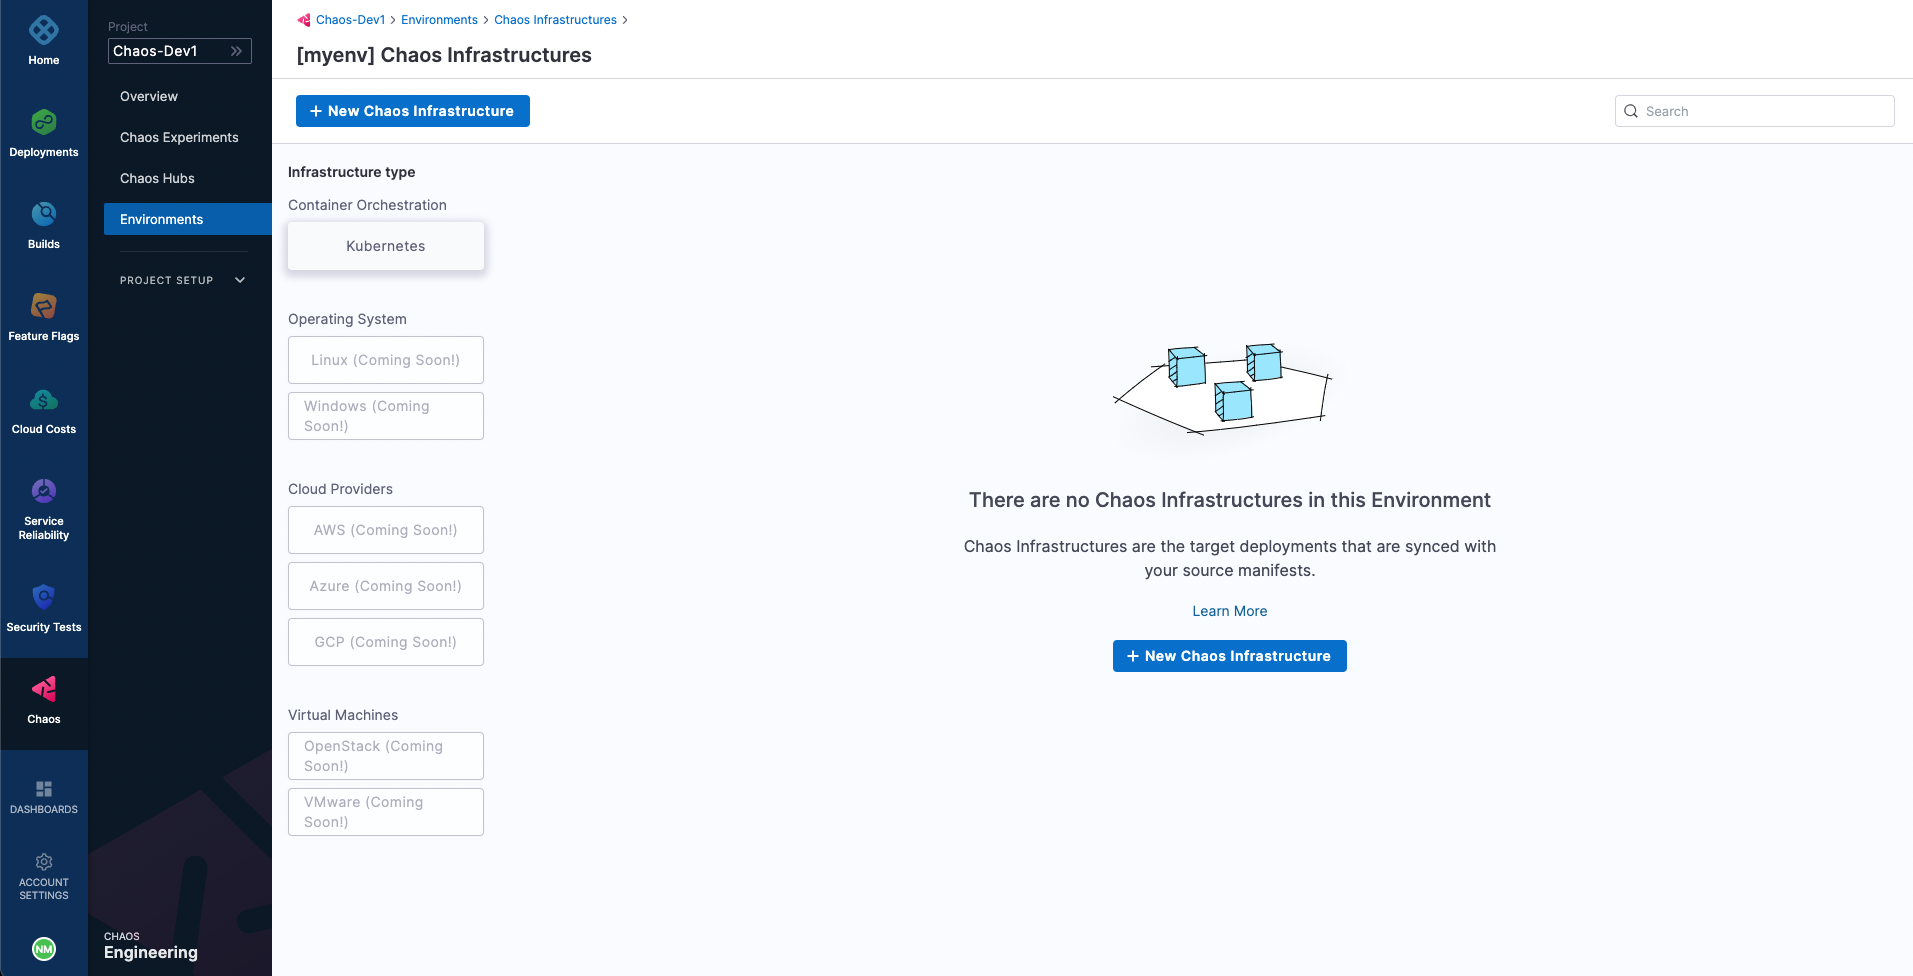 Home
Deployments
Builds
Feature Flags
Cloud Costs
Service
Reliability
Security Tests
Chaos
DASHBOARDS
ACCOUNT
SETTINGS
NM
Project
Chaos-Dev1
Overview
Chaos Experiments
Chaos Hubs
Environments
PROJECT SETUP
CHAOS
Engineering
Chaos-Dev1 > Environments > Chaos Infrastructures >
[myenv] Chaos Infrastructures
+ New Chaos Infrastructure
Search
Infrastructure type
Container Orchestration
Kubernetes
Operating System
Linux (Coming Soon!)
Windows (Coming
Soon!)
Cloud Providers
AWS (Coming Soon!)
Azure (Coming Soon!)
GCP (Coming Soon!)
Virtual Machines
OpenStack (Coming
Soon!)
VMware (Coming
Soon!)
There are no Chaos Infrastructures in this Environment
Chaos Infrastructures are the target deployments that are synced with
your source manifests.
Learn More
+ New Chaos Infrastructure